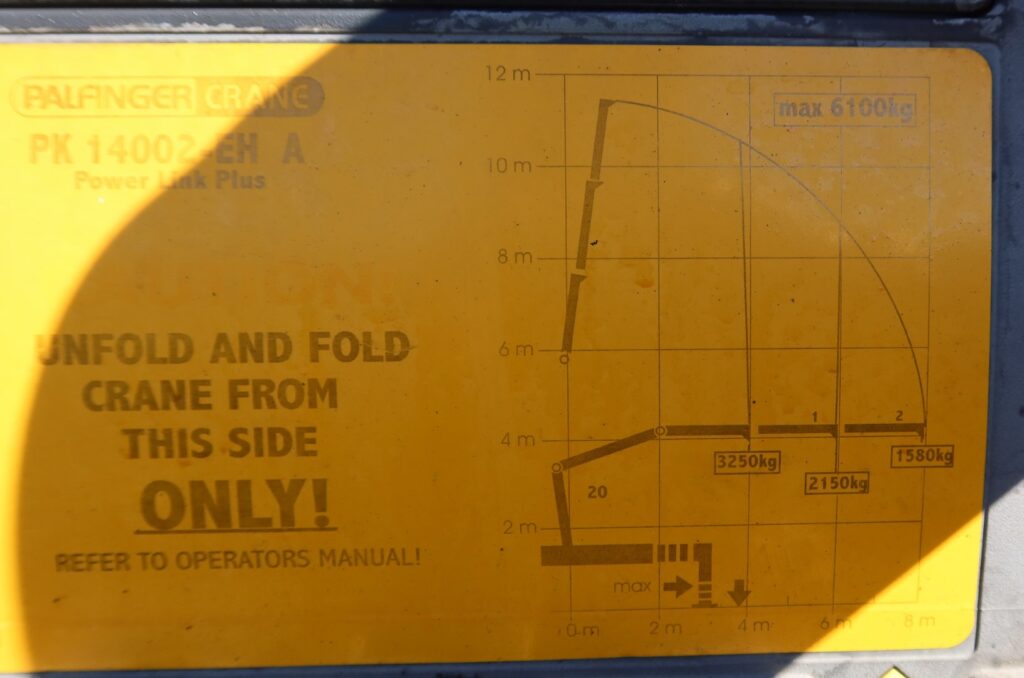 PALFINGER CRANE
PK 14002-EH A
Power Link Plus
UNFOLD AND FOLD
CRANE FROM
THIS SIDE
ONLY!
REFER TO OPERATORS MANUAL!
12 m
max 6100kg
10 m
8 m
6 m
4 m
1
2
3250kg
2150kg
1580kg
20
2 m
max
0 m
2 m
4 m
6 m
8 m